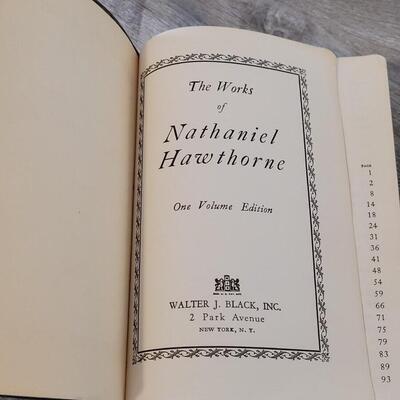 The Works
of
Nathaniel
Hawthorne
One Volume Edition
WALTER J. BLACK, INC.
2 Park Avenue
NEW YORK, N. Y.
PAGE
1
2
8
14
18
24
31
36
41
48
54
59
66
71
75
79
83
89
93